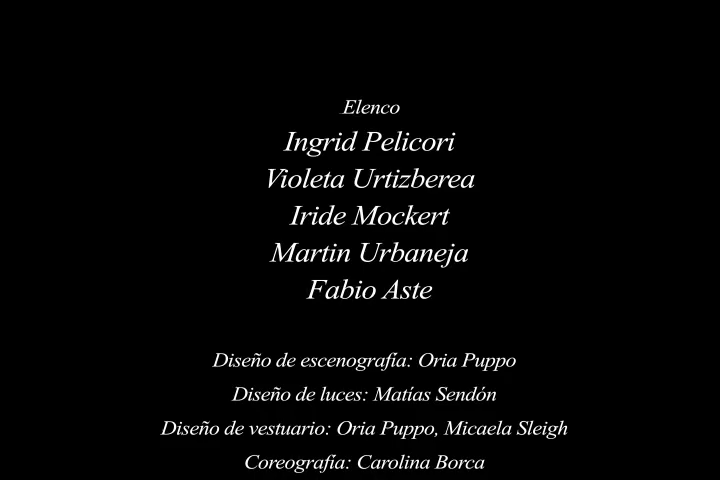 Elenco
Ingrid Pelicori
Violeta Urtizberea
Iride Mockert
Martin Urbaneja
Fabio Aste
Diseño de escenografía: Oria Puppo
Diseño de luces: Matías Sendón
Diseño de vestuario: Oria Puppo, Micaela Sleigh
Coreografía: Carolina Borca